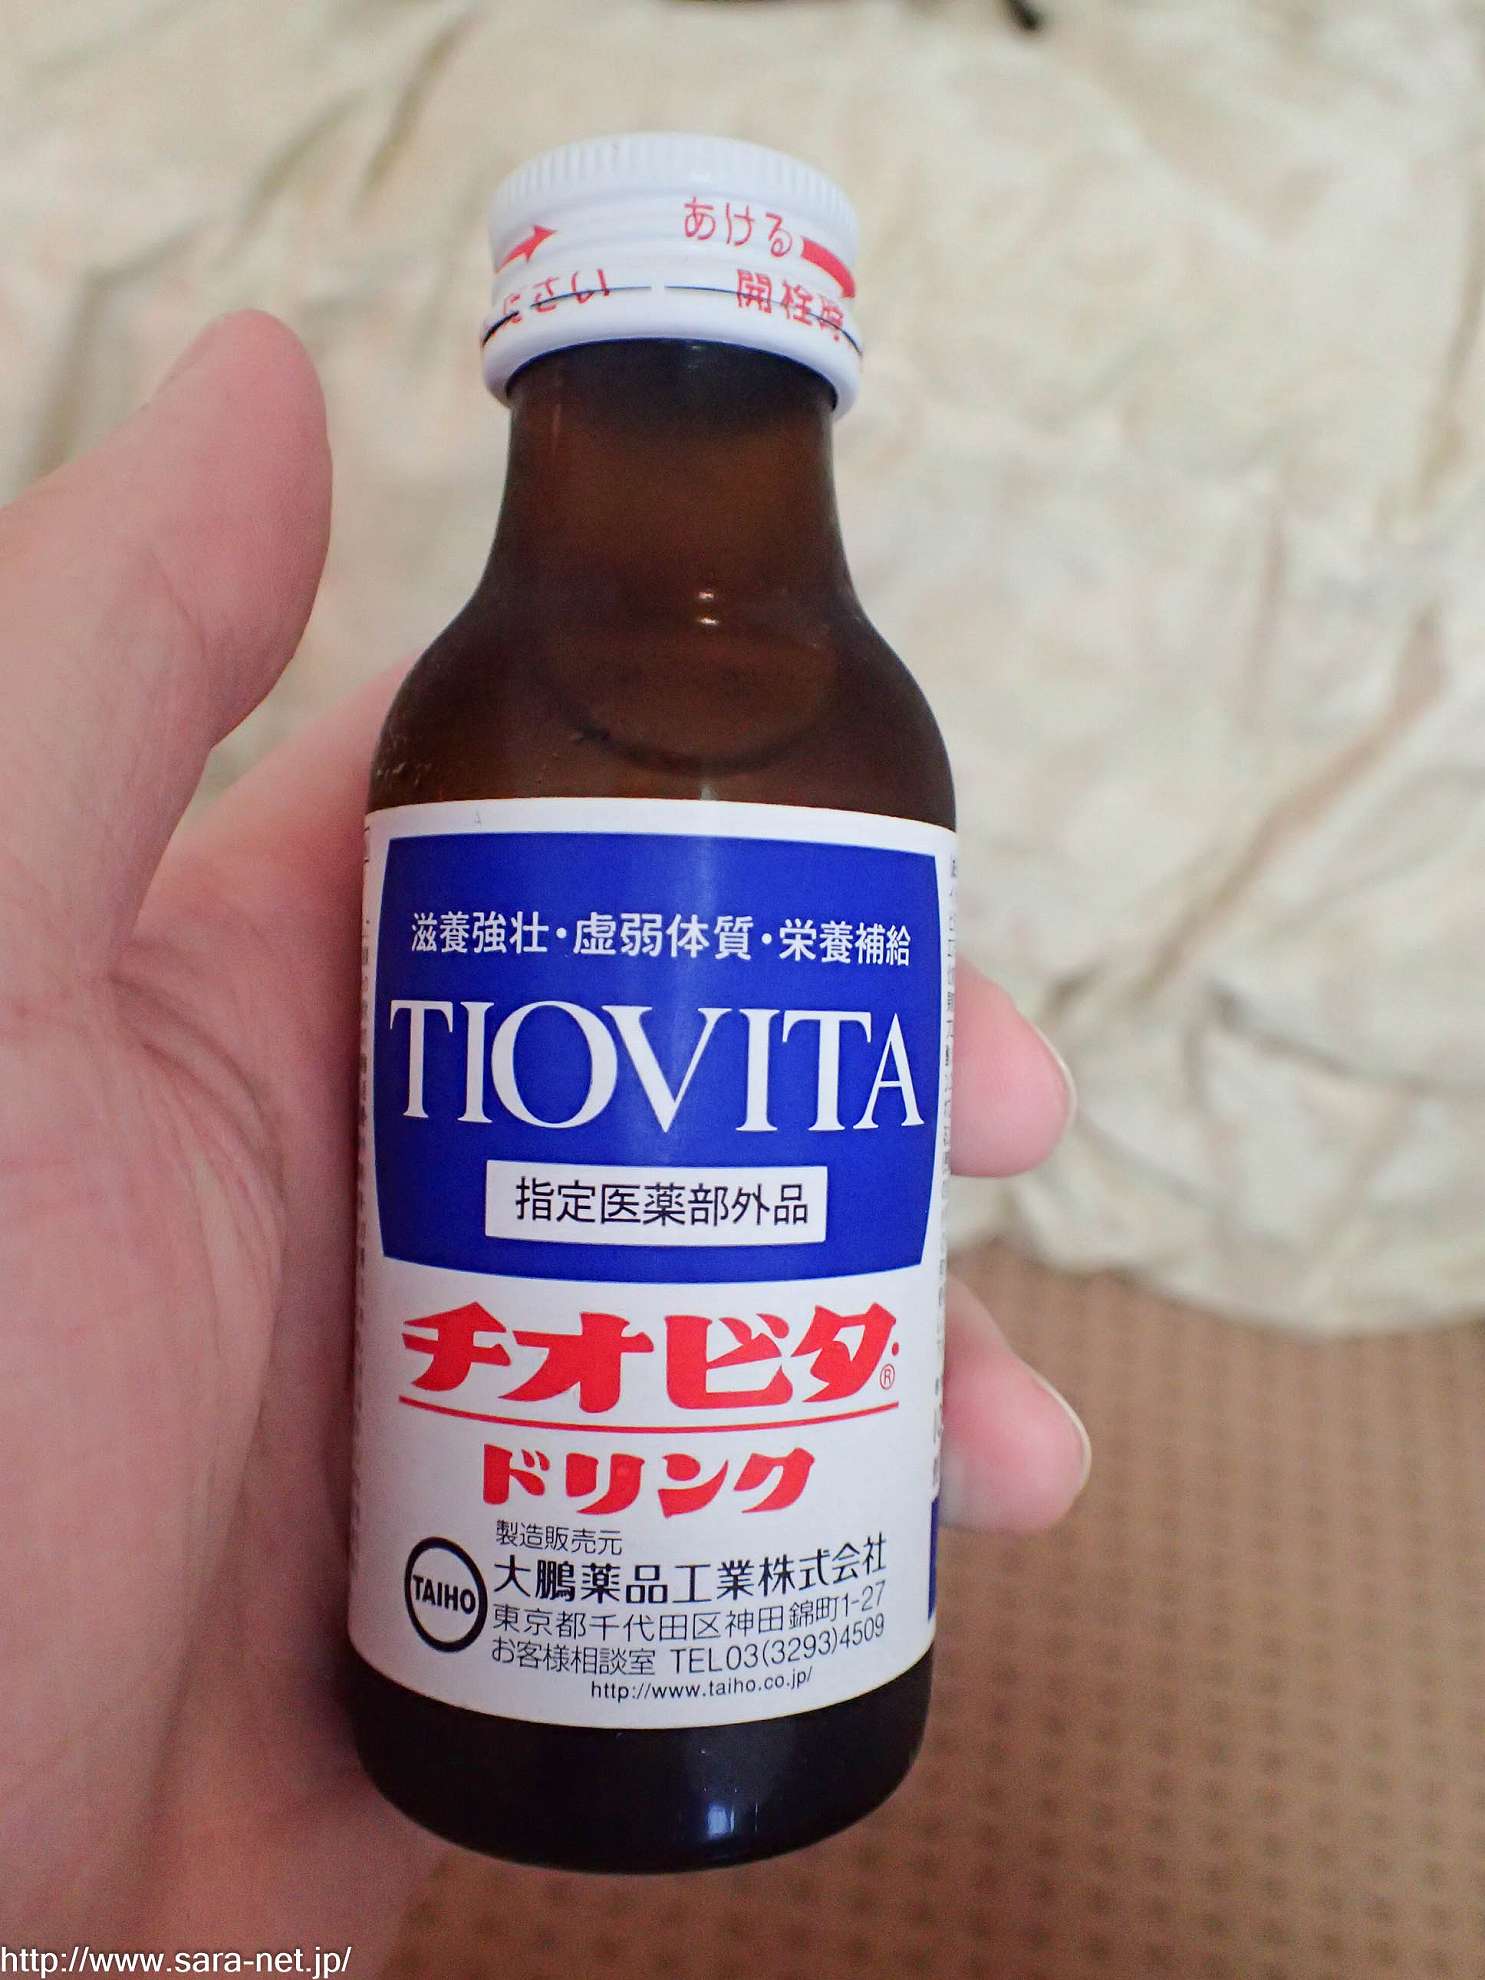 あける
ださい 開栓時
滋養強壮・虚弱体質・栄養補給
TIOVITA
指定医薬部外品
チオビタ®
ドリンク
製造販売元
TAIHO
大鵬薬品工業株式会社
東京都千代田区神田錦町1-27
お客様相談室 TEL03(3293)4509
http://www.taiho.co.jp/
http://www.sara-net.jp/